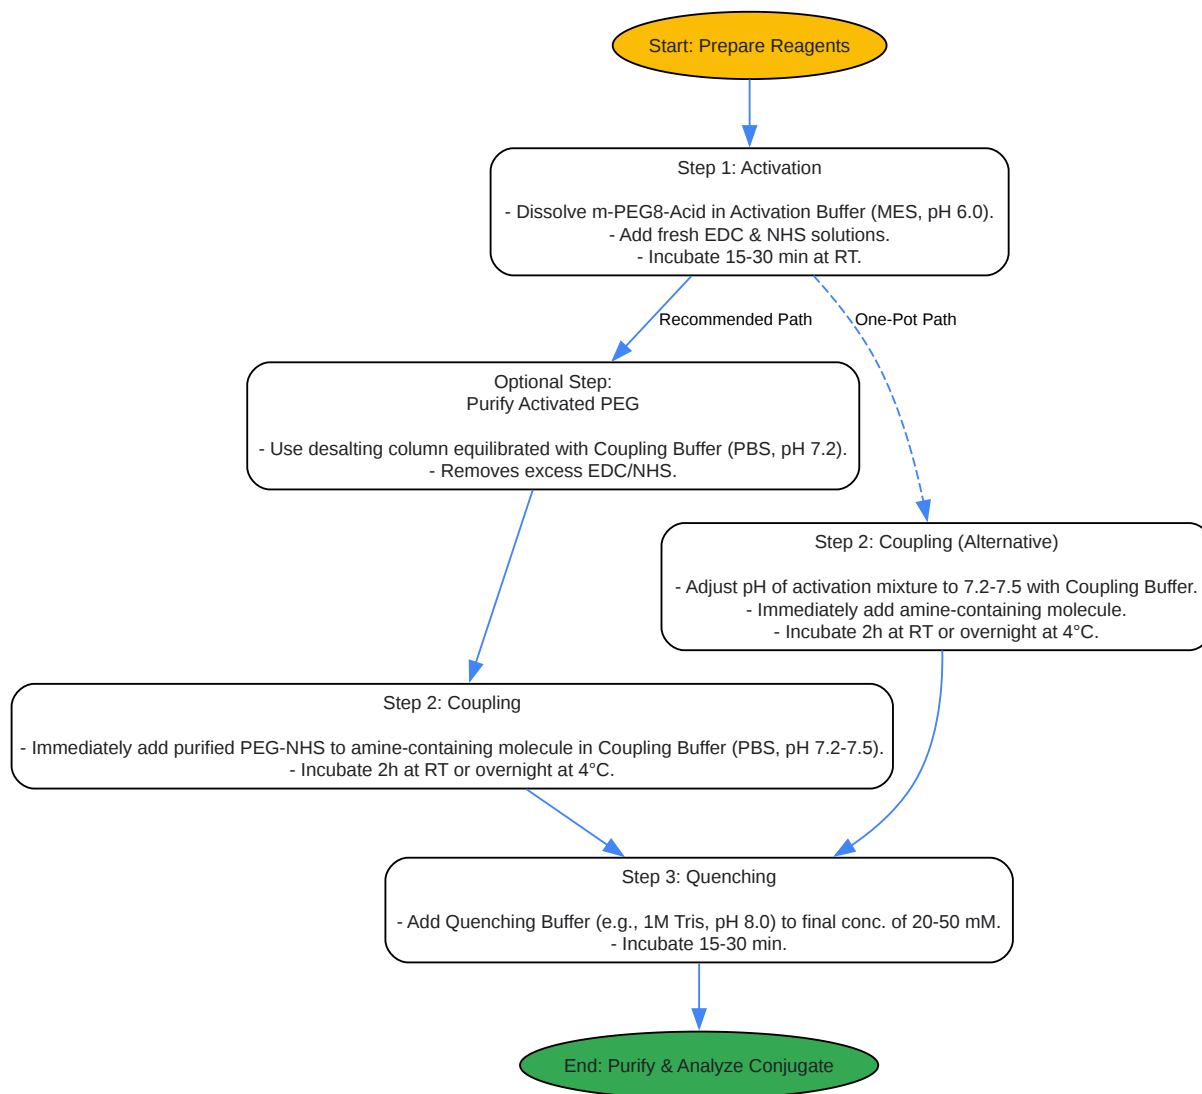 Start: Prepare Reagents
Step 1: Activation
- Dissolve m-PEG8-Acid in Activation Buffer (MES, pH 6.0).
- Add fresh EDC & NHS solutions.
- Incubate 15-30 min at RT.
Recommended Path
One-Pot Path
Optional Step:
Purify Activated PEG
- Use desalting column equilibrated with Coupling Buffer (PBS, pH 7.2).
- Removes excess EDC/NHS.
Step 2: Coupling (Alternative)
- Adjust pH of activation mixture to 7.2-7.5 with Coupling Buffer.
- Immediately add amine-containing molecule.
- Incubate 2h at RT or overnight at 4°C.
Step 2: Coupling
- Immediately add purified PEG-NHS to amine-containing molecule in Coupling Buffer (PBS, pH 7.2-7.5).
- Incubate 2h at RT or overnight at 4°C.
Step 3: Quenching
- Add Quenching Buffer (e.g., 1M Tris, pH 8.0) to final conc. of 20-50 mM.
- Incubate 15-30 min.
End: Purify & Analyze Conjugate